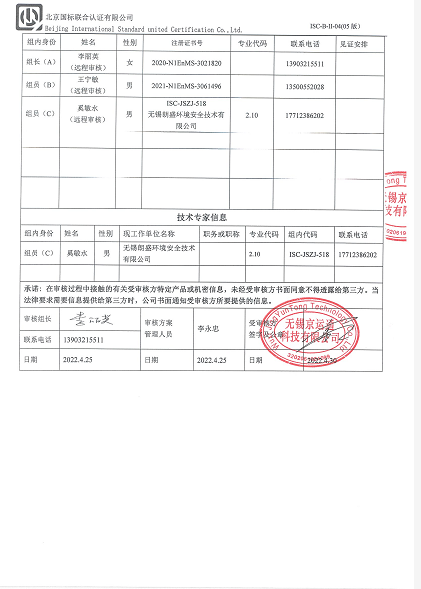 北京国标联合认证有限公司
Beijing International Standard united Certification Co.,Ltd.
ISC-B-II-04(05版)
组内身份 姓名 性别 注册证书号 专业代码 联系电话 见证安排
组长（A） 李丽英（远程审核） 女 2020-N1EnMS-3021820 13903215511
组员（B） 王宁敏（远程审核） 男 2021-N1EnMS-3061496 13500552028
组员（C） 奚敏水（远程审核） 男 ISC-JSZJ-518 无锡朗盛环境安全技术有限公司 2.10 17712386202
技术专家信息
组内身份 姓名 性别 现工作单位名称 职务或职称 专业代码 组内代码 联系电话
组员（C） 奚敏水 男 无锡朗盛环境安全技术有限公司 2.10 ISC-JSZJ-518 17712386202
承诺：在审核过程中接触的有关受审核方特定产品或机密信息，未经受审核方书面同意不得透露给第三方。当
法律要求需要信息提供给第三方时，公司书面通知受审核方所要提供的信息。
审核组长 审核方案管理人员 李永忠 受审核方签字及公章
联系电话 13903215511
日期 2022.4.25 日期 2022.4.25 日期 2022.4.30
无锡京运通
科技有限公司